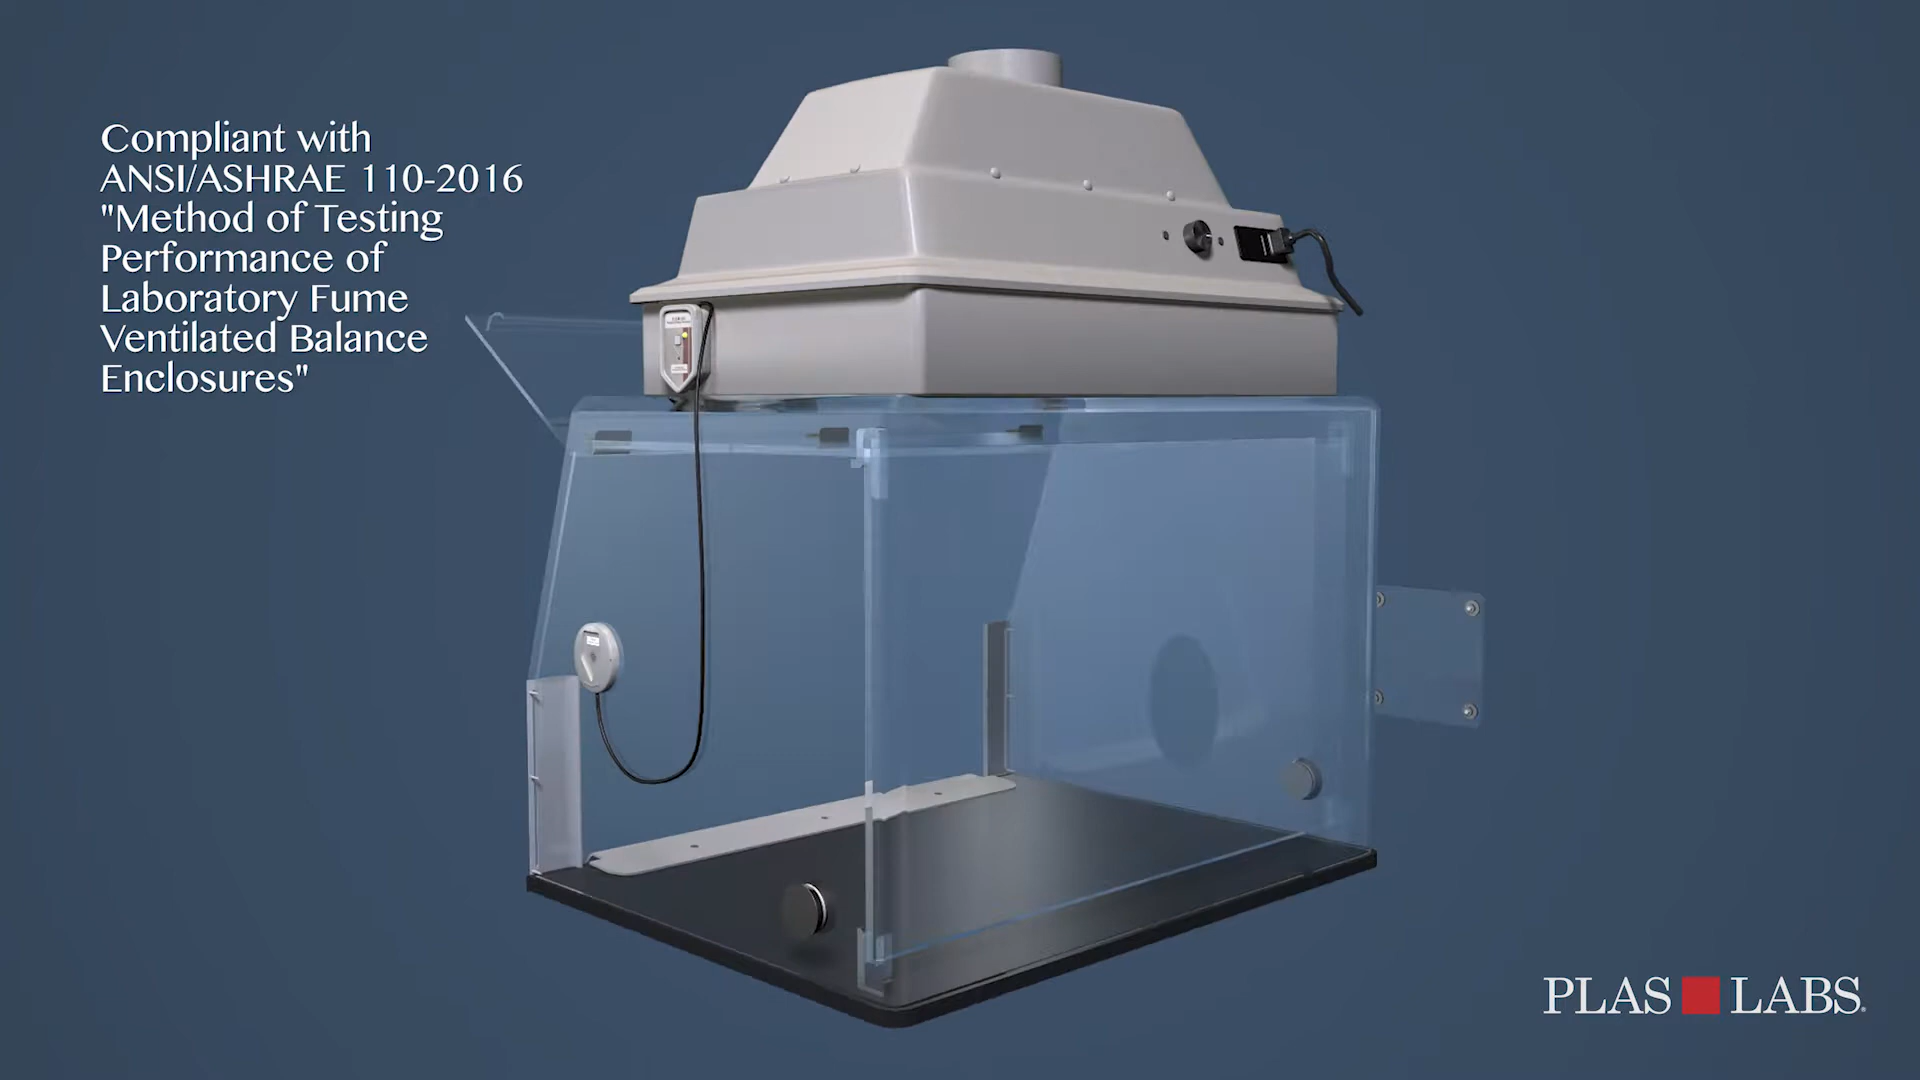 Compliant with
ANSI/ASHRAE 110-2016
"Method of Testing
Performance of
Laboratory Fume
Ventilated Balance
Enclosures"
PLAS LABS®